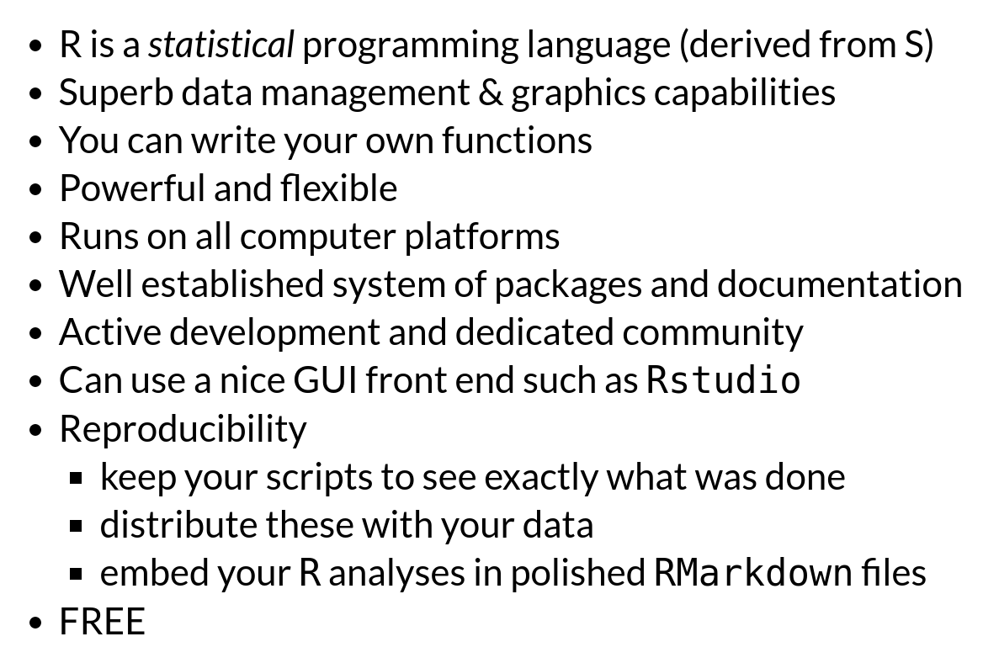 • R is a statistical programming language (derived from S)
• Superb data management & graphics capabilities
• You can write your own functions
• Powerful and flexible
• Runs on all computer platforms
• Well established system of packages and documentation
• Active development and dedicated community
• Can use a nice GUI front end such as Rstudio
• Reproducibility
▪ keep your scripts to see exactly what was done
▪ distribute these with your data
▪ embed your R analyses in polished RMarkdown files
• FREE